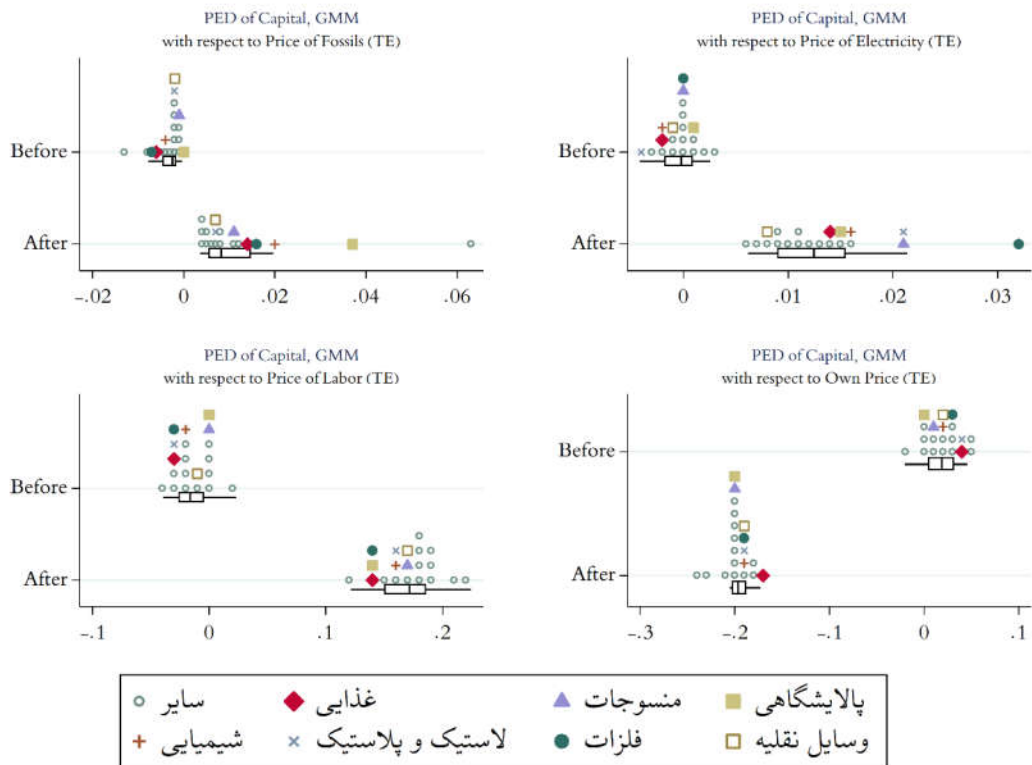 PED of Capital, GMM
with respect to Price of Fossils (TE)
Before
After
-.02 0 .02 .04 .06
PED of Capital, GMM
with respect to Price of Electricity (TE)
Before
After
0 .01 .02 .03
PED of Capital, GMM
with respect to Price of Labor (TE)
Before
After
-.1 0 .1 .2
PED of Capital, GMM
with respect to Own Price (TE)
Before
After
-.3 -.2 -.1 0 .1
سایر غذایی منسوجات پالایشگاهی
شیمیایی لاستیک و پلاستیک فلزات وسایل نقلیه